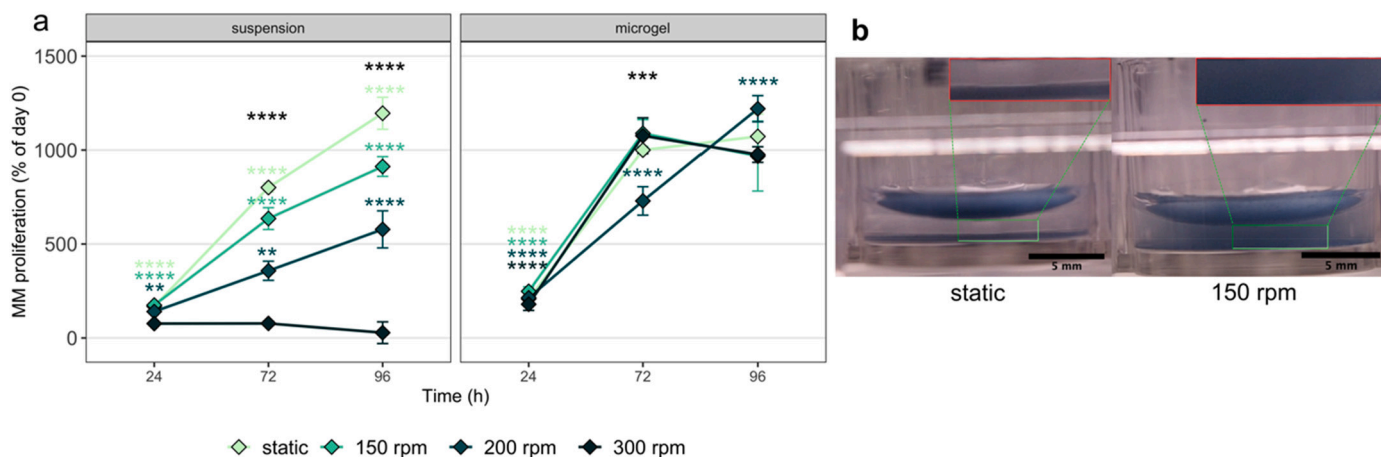 a
suspension
microgel
MM proliferation (% of day 0)
1500
1000
500
0
****
****
****
****
****
****
****
**
****
****
**
***
****
****
****
****
****
****
24
72
96
24
72
96
Time (h)
static
150 rpm
200 rpm
300 rpm
b
5 mm
5 mm
static
150 rpm